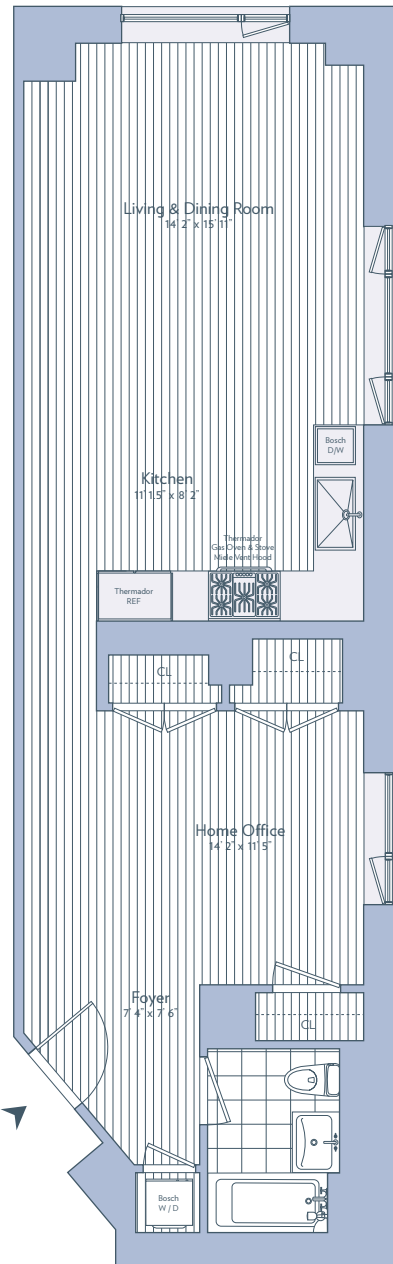 Living & Dining Room
14' 2" x 15' 11"
Bosch
D/W
Kitchen
11' 1.5" x 8' 2"
Thermador
Gas Oven & Stove
Miele Vent Hood
Thermador
REF
CL
CL
Home Office
14' 2" x 11' 5"
Foyer
7' 4" x 7' 6"
CL
Bosch
W / D